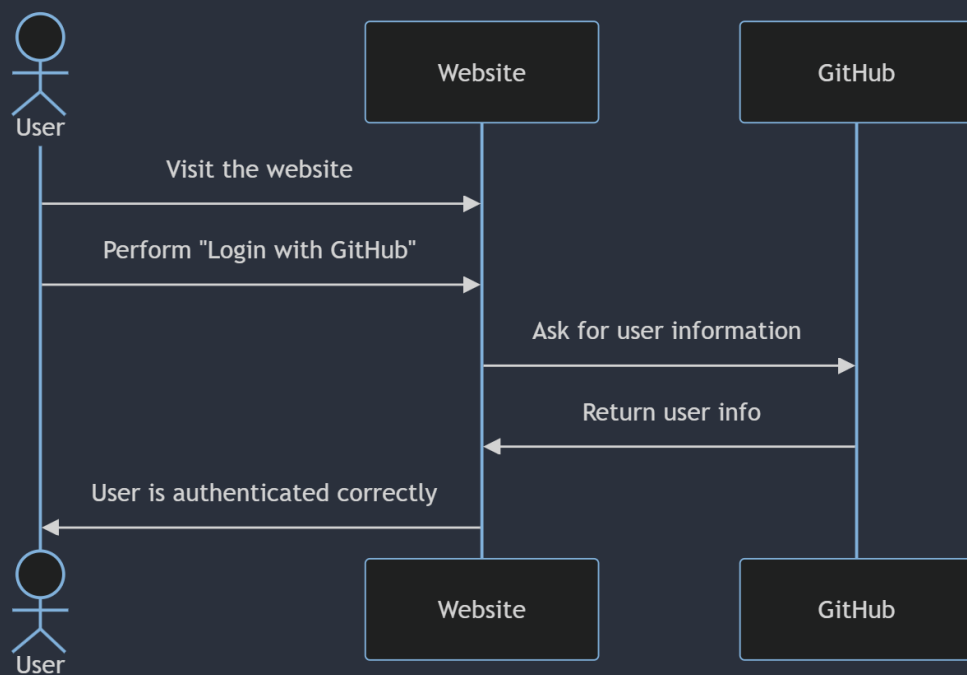 Website
GitHub
User
Visit the website
Perform "Login with GitHub"
Ask for user information
Return user info
User is authenticated correctly
Website
GitHub
User